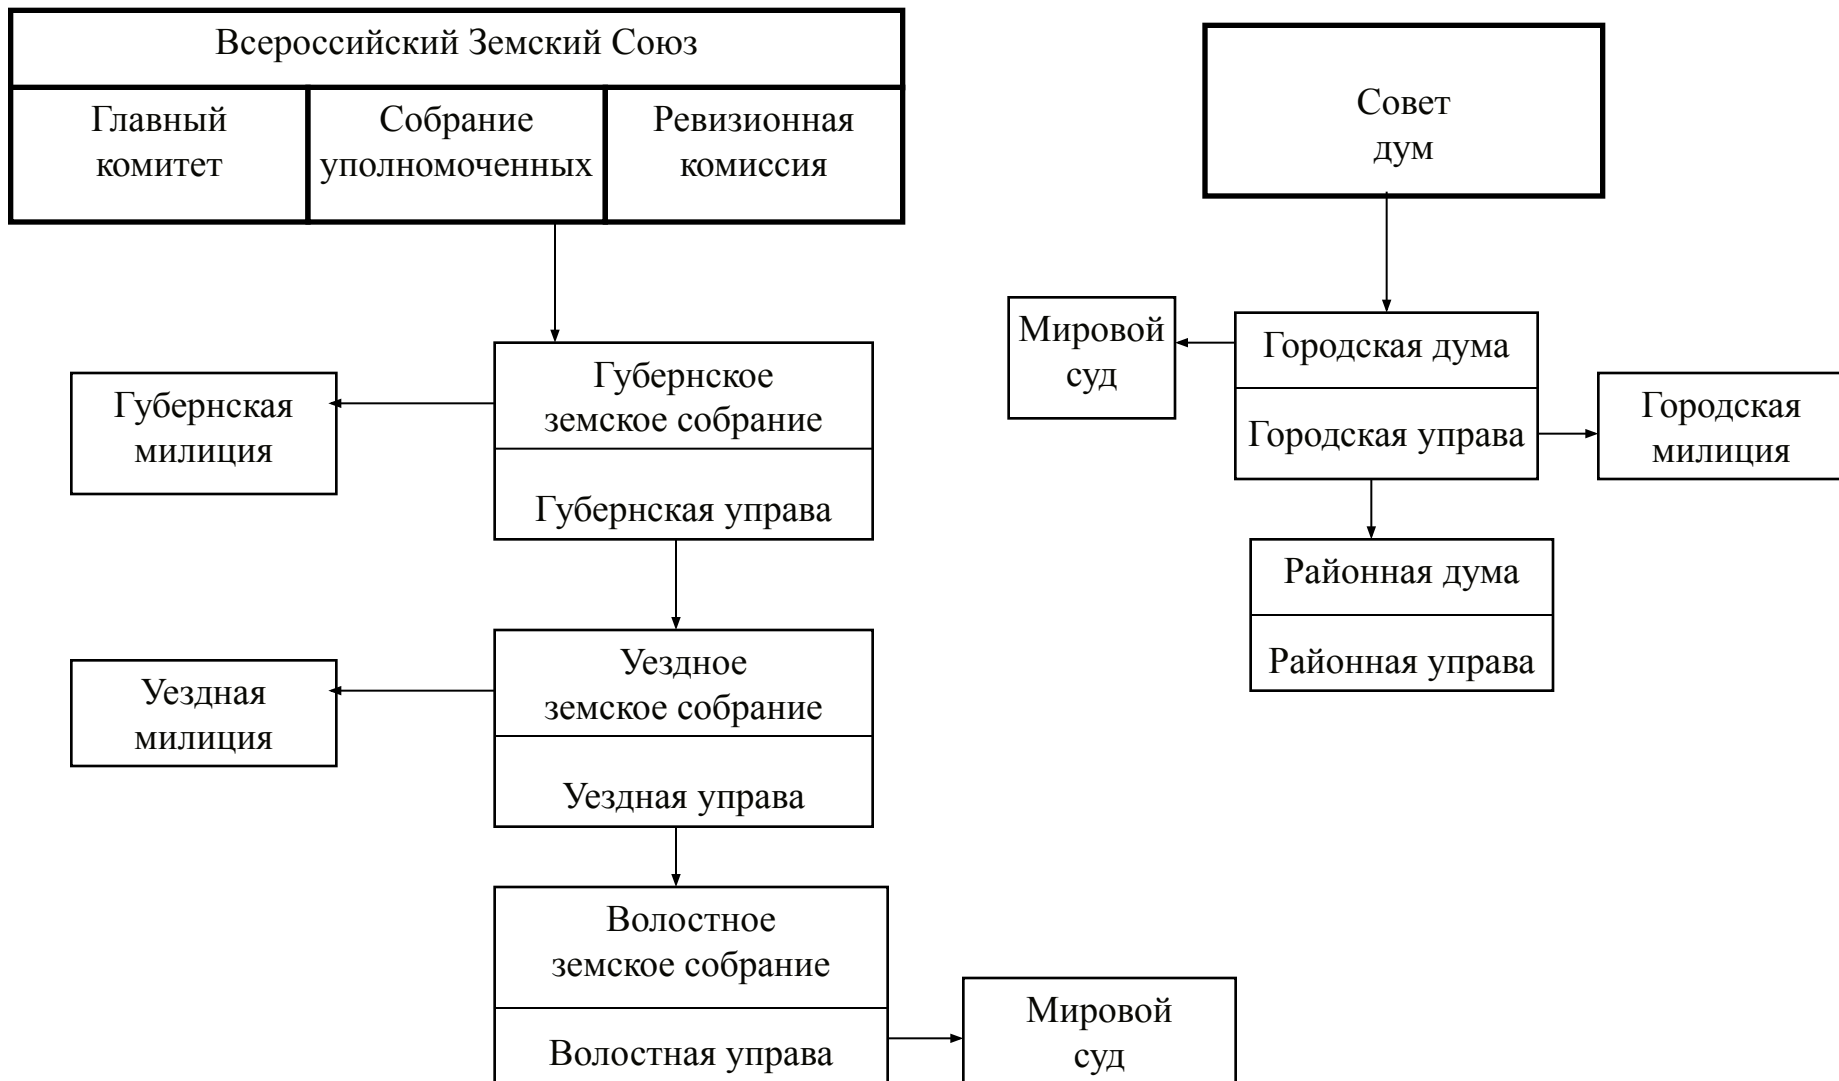 Всероссийский Земский Союз
Главный
комитет
Собрание
уполномоченных
Ревизионная
комиссия
Губернское
земское собрание
Губернская управа
Губернская
милиция
Уездное
земское собрание
Уездная управа
Уездная
милиция
Волостное
земское собрание
Волостная управа
Мировой
суд
Совет
дум
Мировой
суд
Городская дума
Городская управа
Городская
милиция
Районная дума
Районная управа